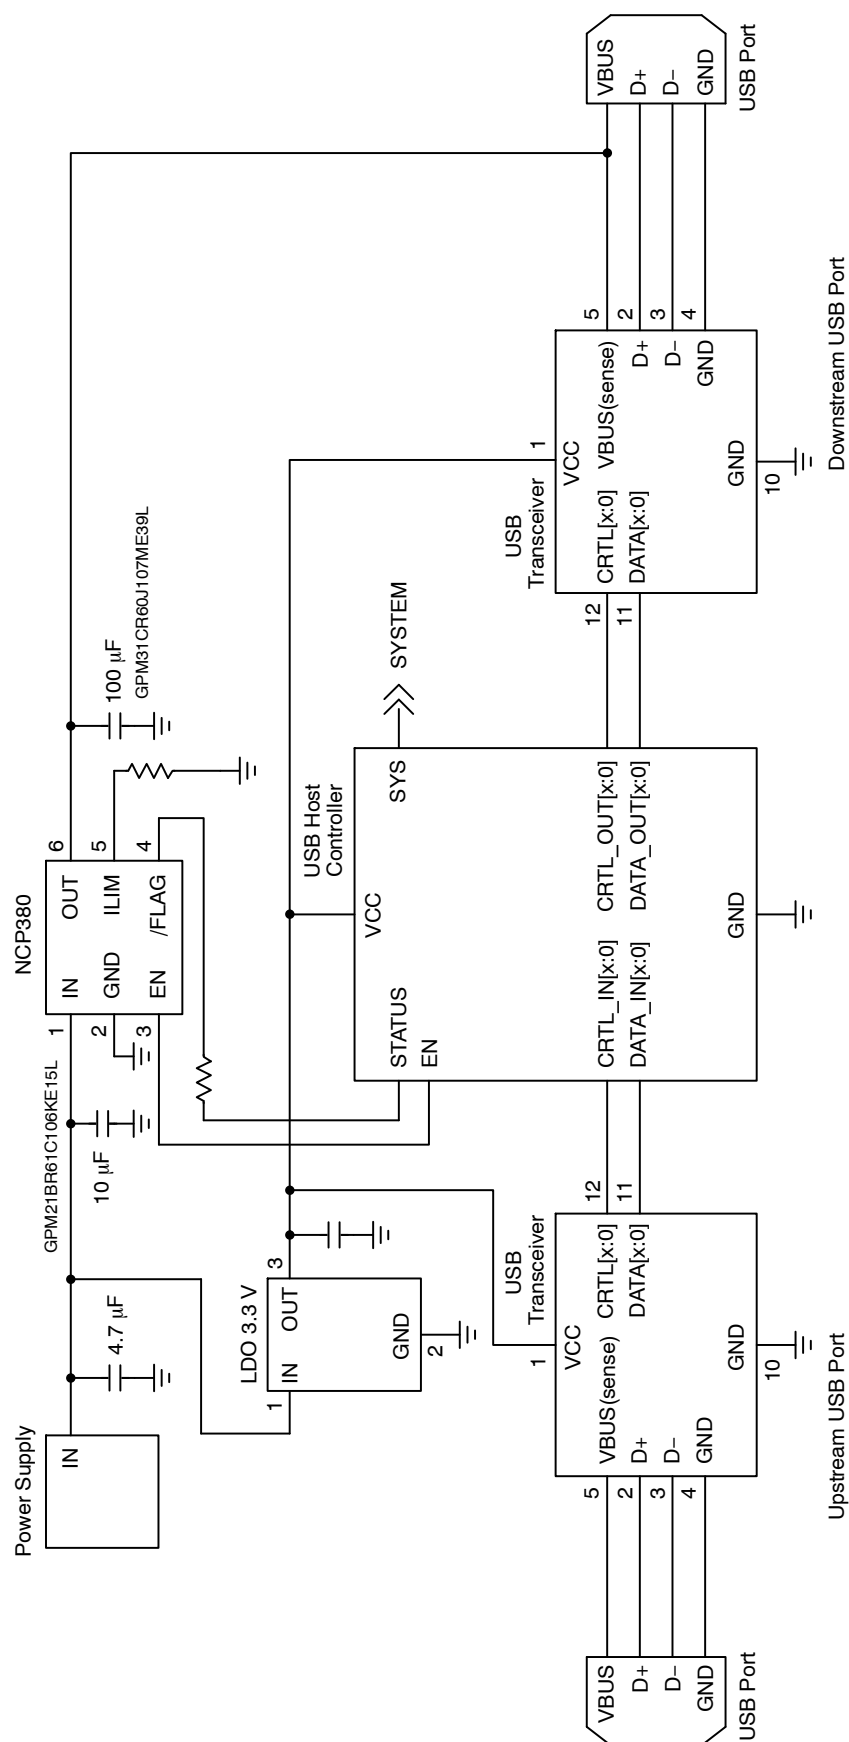 Power Supply
IN
4.7 µF
GPM21BR61C106KE15L
10 µF
NCP380
1
2
3
IN
GND
EN
OUT
ILIM
/FLAG
6
5
4
100 µF
GPM31CR60J107ME39L
LDO 3.3 V
1
IN
OUT
3
GND
2
USB Host
Controller
VCC
STATUS
EN
SYS
SYSTEM
CRTL_IN[x:0]
DATA_IN[x:0]
CRTL_OUT[x:0]
DATA_OUT[x:0]
GND
USB
Transceiver
1
VCC
VBUS(sense)
D+
D−
GND
CRTL[x:0]
DATA[x:0]
GND
10
5
2
3
4
12
11
VBUS
D+
D−
GND
USB Port
Upstream USB Port
USB
Transceiver
1
VCC
CRTL[x:0]
DATA[x:0]
VBUS(sense)
D+
D−
GND
GND
10
12
11
5
2
3
4
VBUS
D+
D−
GND
USB Port
Downstream USB Port